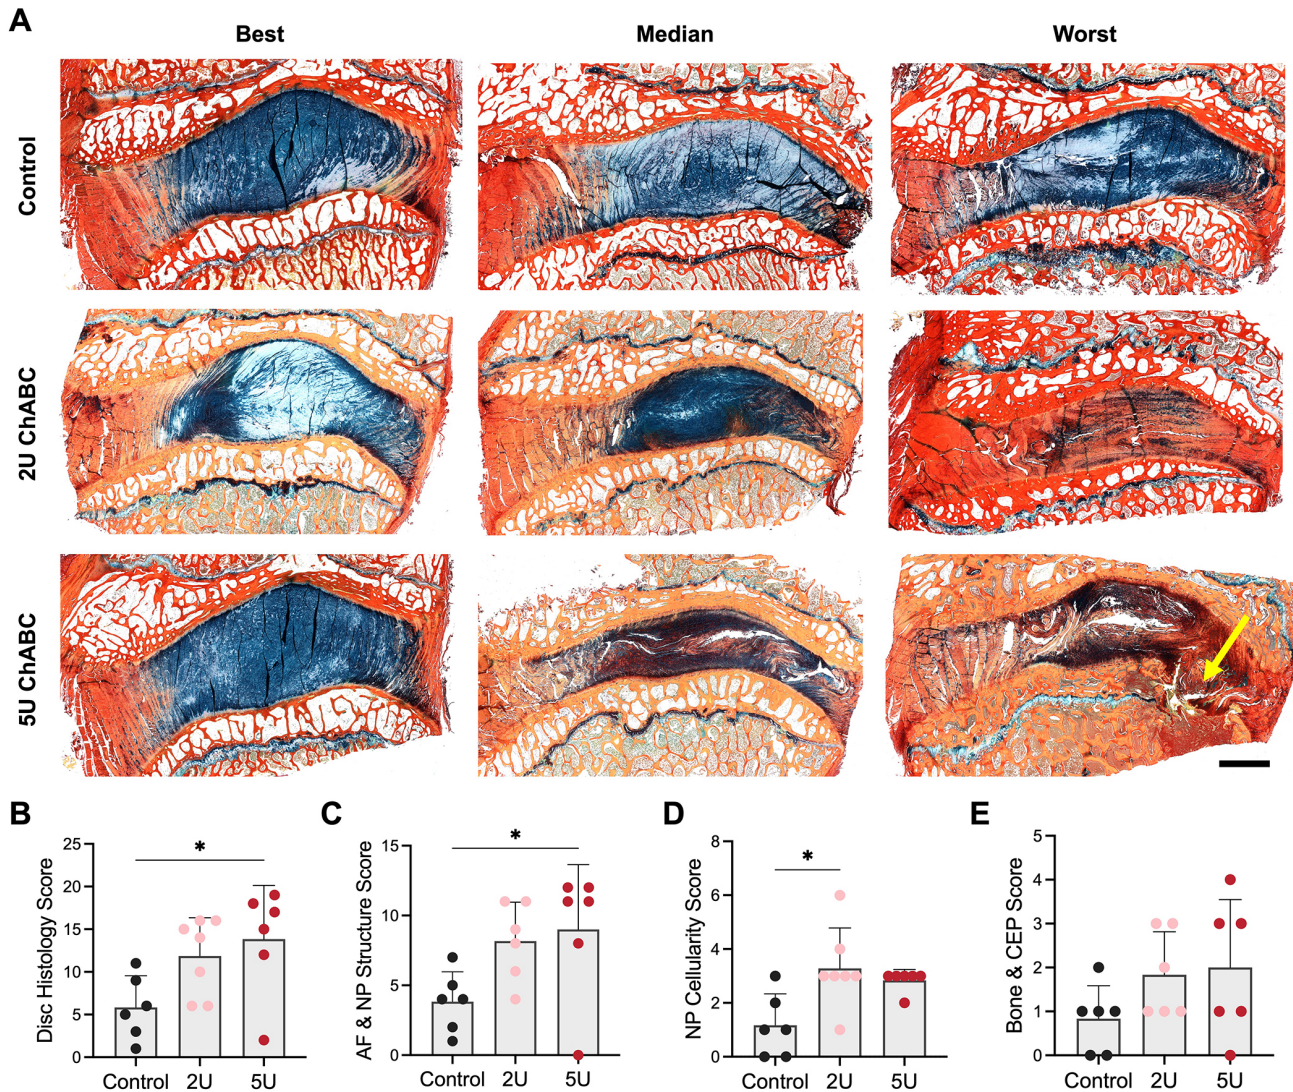 A
Best Median Worst
Control
2U ChABC
5U ChABC
B
Disc Histology Score
25
20
15
10
5
0
*
Control 2U 5U
C
AF & NP Structure Score
15
10
5
0
*
Control 2U 5U
D
NP Cellularity Score
8
6
4
2
0
*
Control 2U 5U
E
Bone & CEP Score
5
4
3
2
1
0
Control 2U 5U